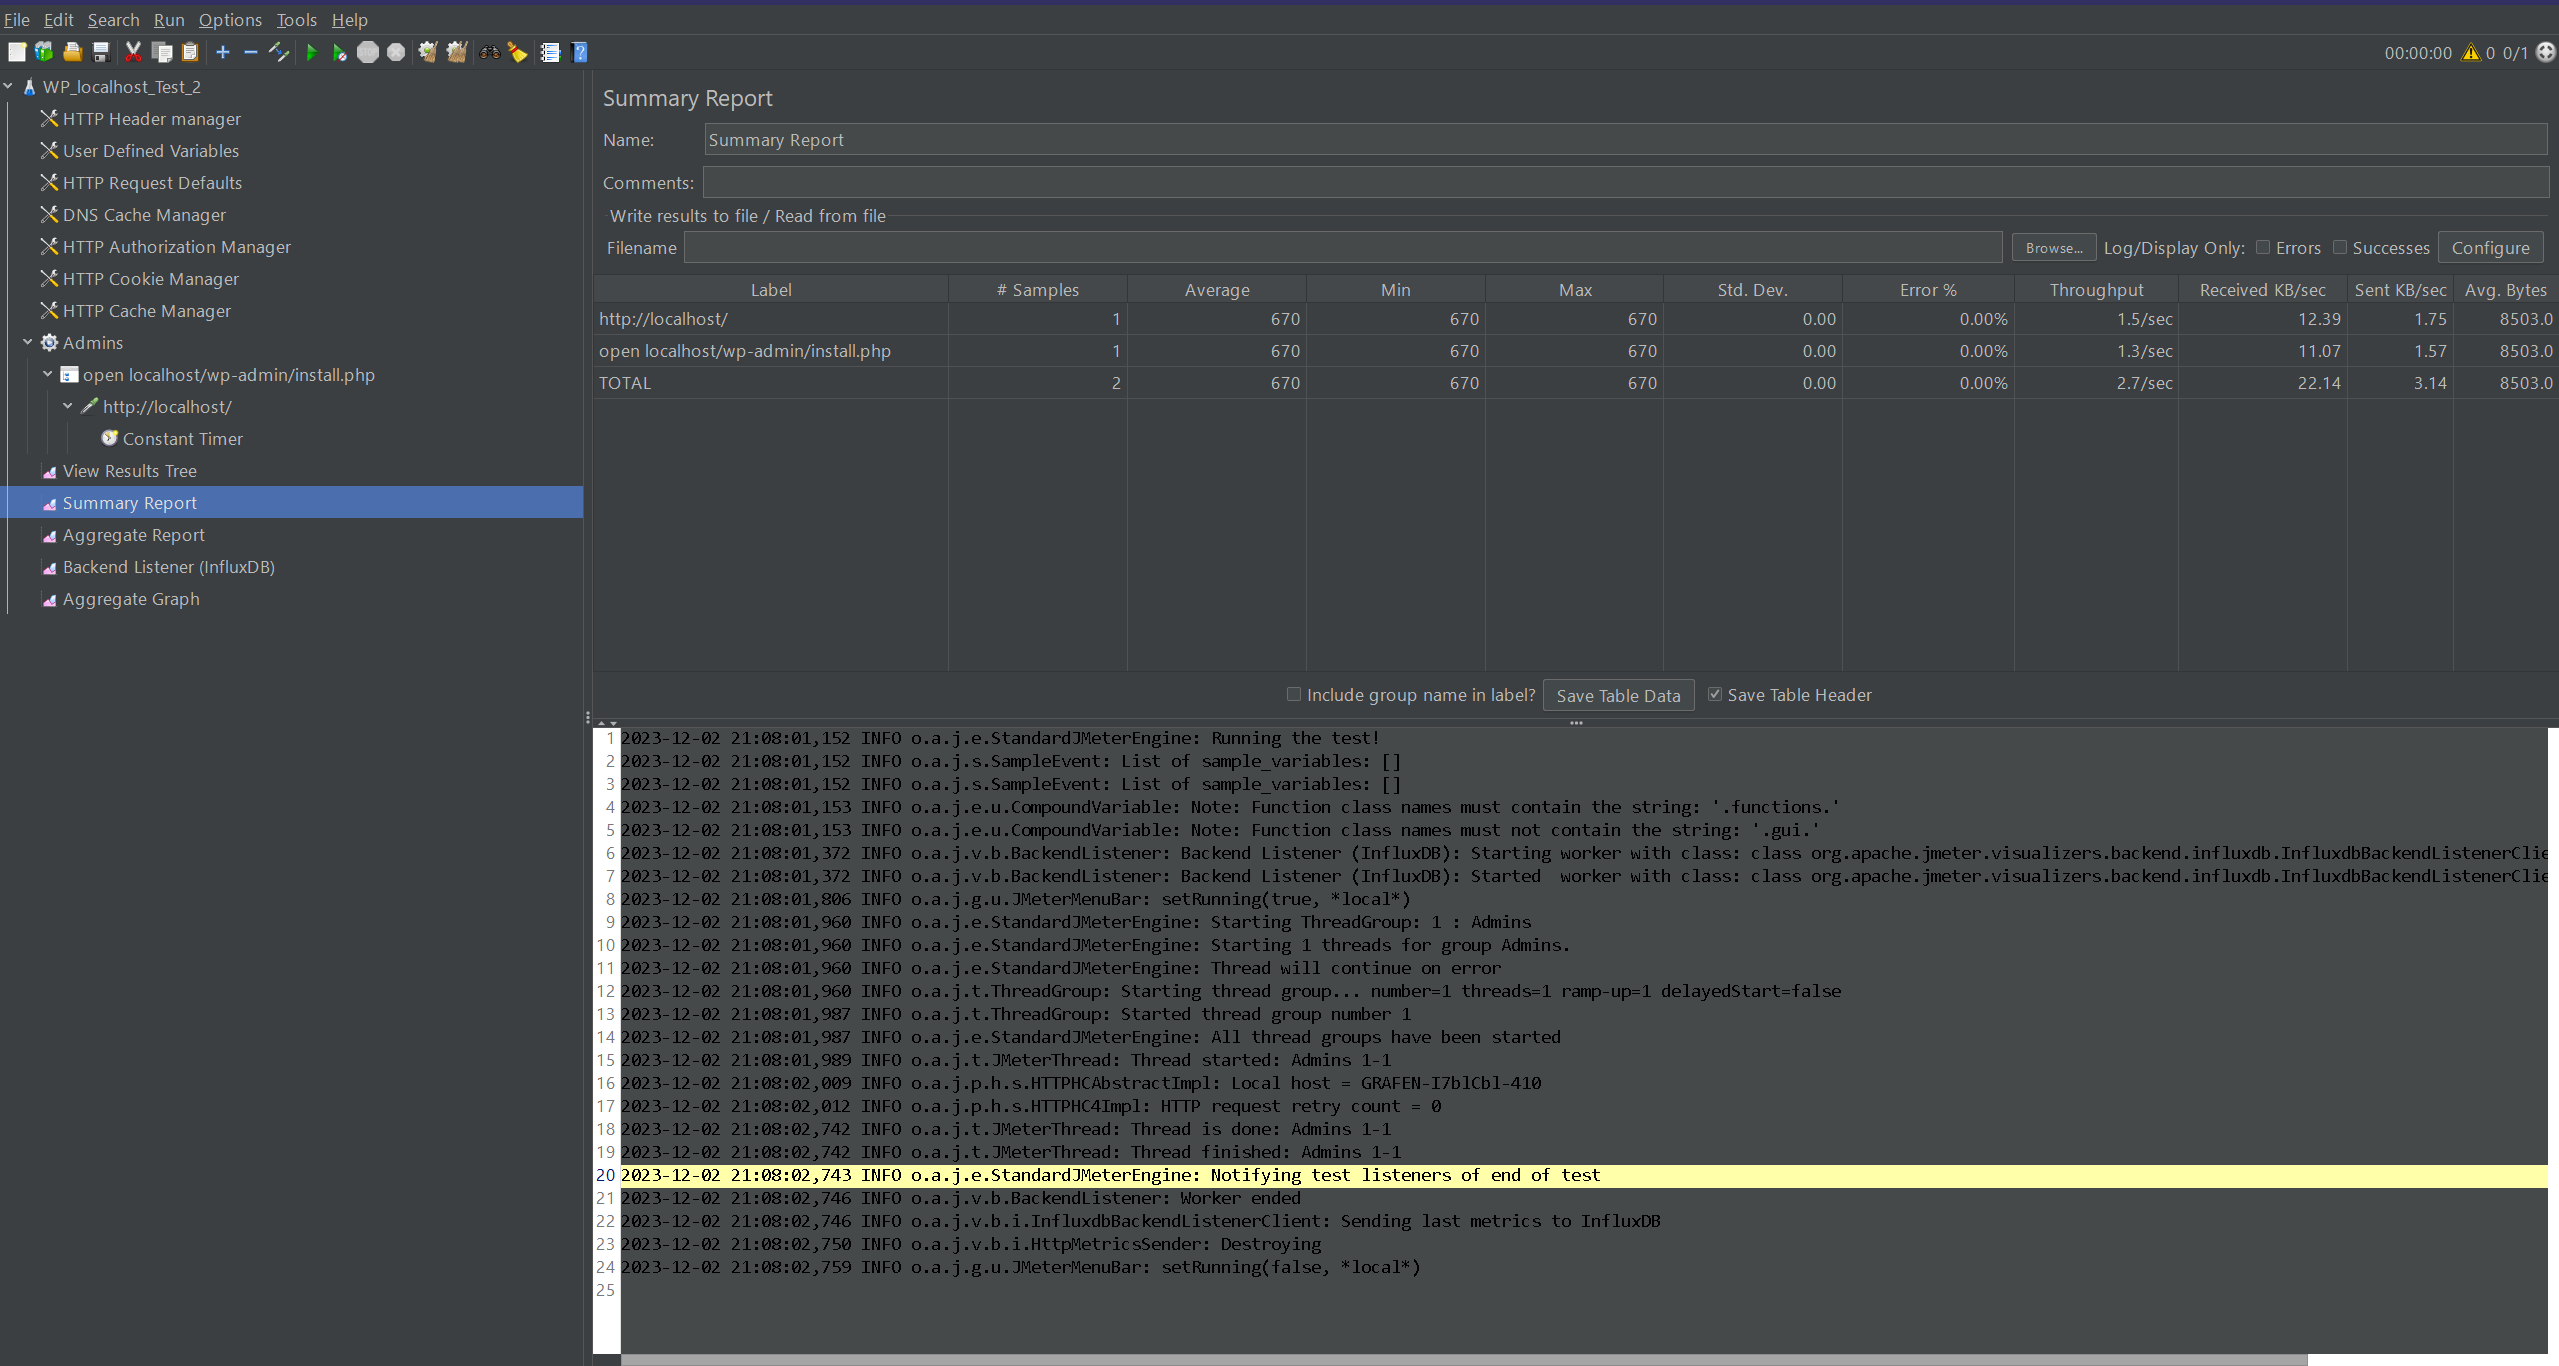 File Edit Search Run Options Tools Help
00:00:00 0 0/1
WP_localhost_Test_2
HTTP Header manager
User Defined Variables
HTTP Request Defaults
DNS Cache Manager
HTTP Authorization Manager
HTTP Cookie Manager
HTTP Cache Manager
Admins
open localhost/wp-admin/install.php
http://localhost/
Constant Timer
View Results Tree
Summary Report
Aggregate Report
Backend Listener (InfluxDB)
Aggregate Graph
Summary Report
Name: Summary Report
Comments:
Write results to file / Read from file
Filename Browse... Log/Display Only: Errors Successes Configure
Label # Samples Average Min Max Std. Dev. Error % Throughput Received KB/sec Sent KB/sec Avg. Bytes
http://localhost/ 1 670 670 670 0.00 0.00% 1.5/sec 12.39 1.75 8503.0
open localhost/wp-admin/install.php 1 670 670 670 0.00 0.00% 1.3/sec 11.07 1.57 8503.0
TOTAL 2 670 670 670 0.00 0.00% 2.7/sec 22.14 3.14 8503.0
Include group name in label? Save Table Data Save Table Header
1 2023-12-02 21:08:01,152 INFO o.a.j.e.StandardJMeterEngine: Running the test!
2 2023-12-02 21:08:01,152 INFO o.a.j.s.SampleEvent: List of sample_variables: []
3 2023-12-02 21:08:01,152 INFO o.a.j.s.SampleEvent: List of sample_variables: []
4 2023-12-02 21:08:01,153 INFO o.a.j.e.u.CompoundVariable: Note: Function class names must contain the string: '.functions.'
5 2023-12-02 21:08:01,153 INFO o.a.j.e.u.CompoundVariable: Note: Function class names must not contain the string: '.gui.'
6 2023-12-02 21:08:01,372 INFO o.a.j.v.b.BackendListener: Backend Listener (InfluxDB): Starting worker with class: class org.apache.jmeter.visualizers.backend.influxdb.InfluxdbBackendListenerClie
7 2023-12-02 21:08:01,372 INFO o.a.j.v.b.BackendListener: Backend Listener (InfluxDB): Started  worker with class: class org.apache.jmeter.visualizers.backend.influxdb.InfluxdbBackendListenerClie
8 2023-12-02 21:08:01,806 INFO o.a.j.g.u.JMeterMenuBar: setRunning(true, *local*)
9 2023-12-02 21:08:01,960 INFO o.a.j.e.StandardJMeterEngine: Starting ThreadGroup: 1 : Admins
10 2023-12-02 21:08:01,960 INFO o.a.j.e.StandardJMeterEngine: Starting 1 threads for group Admins.
11 2023-12-02 21:08:01,960 INFO o.a.j.e.StandardJMeterEngine: Thread will continue on error
12 2023-12-02 21:08:01,960 INFO o.a.j.t.ThreadGroup: Starting thread group... number=1 threads=1 ramp-up=1 delayedStart=false
13 2023-12-02 21:08:01,987 INFO o.a.j.t.ThreadGroup: Started thread group number 1
14 2023-12-02 21:08:01,987 INFO o.a.j.e.StandardJMeterEngine: All thread groups have been started
15 2023-12-02 21:08:01,989 INFO o.a.j.t.JMeterThread: Thread started: Admins 1-1
16 2023-12-02 21:08:02,009 INFO o.a.j.p.h.s.HTTPHCAbstractImpl: Local host = GRAFEN-I7blCbl-410
17 2023-12-02 21:08:02,012 INFO o.a.j.p.h.s.HTTPHC4Impl: HTTP request retry count = 0
18 2023-12-02 21:08:02,742 INFO o.a.j.t.JMeterThread: Thread is done: Admins 1-1
19 2023-12-02 21:08:02,742 INFO o.a.j.t.JMeterThread: Thread finished: Admins 1-1
20 2023-12-02 21:08:02,743 INFO o.a.j.e.StandardJMeterEngine: Notifying test listeners of end of test
21 2023-12-02 21:08:02,746 INFO o.a.j.v.b.BackendListener: Worker ended
22 2023-12-02 21:08:02,746 INFO o.a.j.v.b.i.InfluxdbBackendListenerClient: Sending last metrics to InfluxDB
23 2023-12-02 21:08:02,750 INFO o.a.j.v.b.i.HttpMetricsSender: Destroying
24 2023-12-02 21:08:02,759 INFO o.a.j.g.u.JMeterMenuBar: setRunning(false, *local*)
25